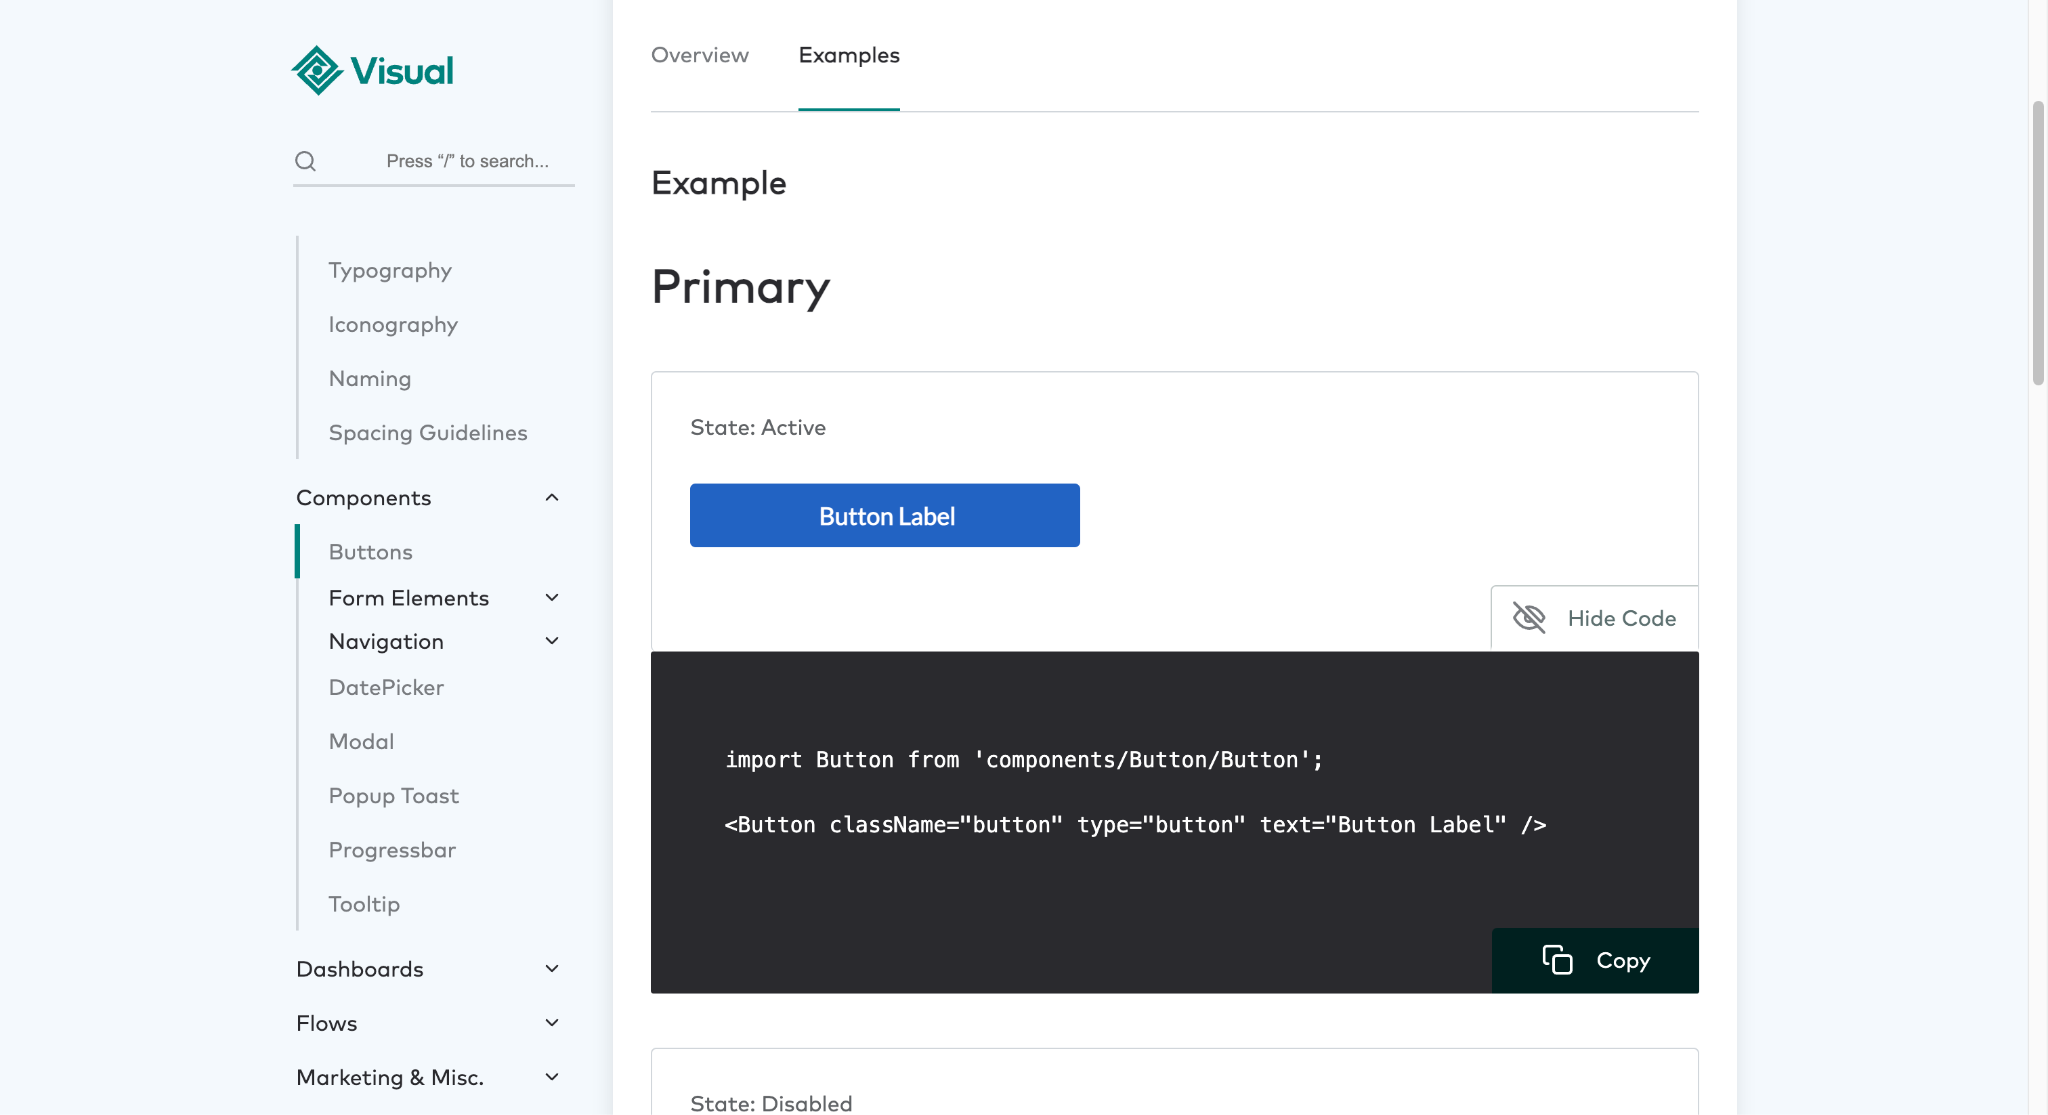 Visual
Press “/” to search...
Typography
Iconography
Naming
Spacing Guidelines
Components
Buttons
Form Elements
Navigation
DatePicker
Modal
Popup Toast
Progressbar
Tooltip
Dashboards
Flows
Marketing & Misc.
Overview
Examples
Example
Primary
State: Active
Button Label
Hide Code
import Button from 'components/Button/Button';
<Button className="button" type="button" text="Button Label" />
Copy
State: Disabled